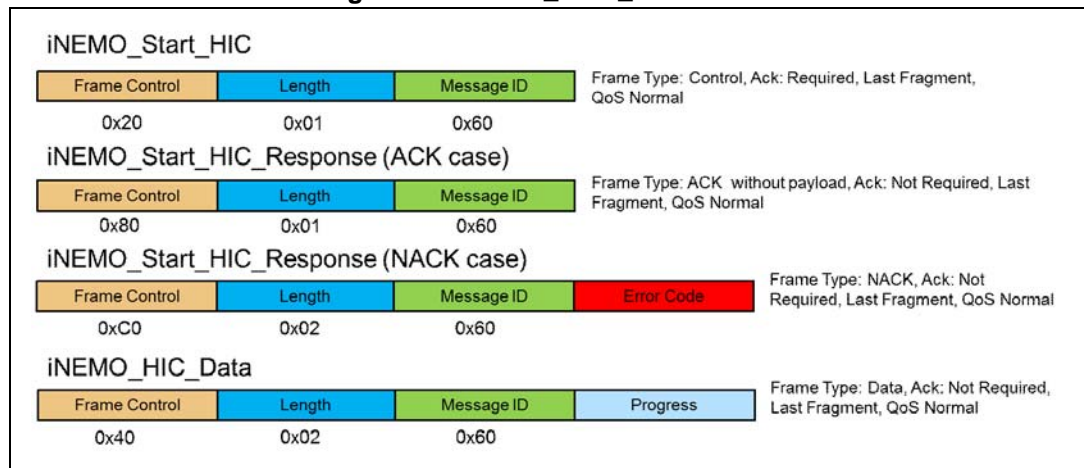 iNEMO_Start_HIC
Frame Control Length Message ID
Frame Type: Control, Ack: Required, Last Fragment,
QoS Normal
0x20 0x01 0x60
iNEMO_Start_HIC_Response (ACK case)
Frame Control Length Message ID
Frame Type: ACK without payload, Ack: Not Required, Last
Fragment, QoS Normal
0x80 0x01 0x60
iNEMO_Start_HIC_Response (NACK case)
Frame Control Length Message ID Error Code
Frame Type: NACK, Ack: Not
Required, Last Fragment, QoS Normal
0xC0 0x02 0x60
iNEMO_HIC_Data
Frame Control Length Message ID Progress
Frame Type: Data, Ack: Not Required,
Last Fragment, QoS Normal
0x40 0x02 0x60